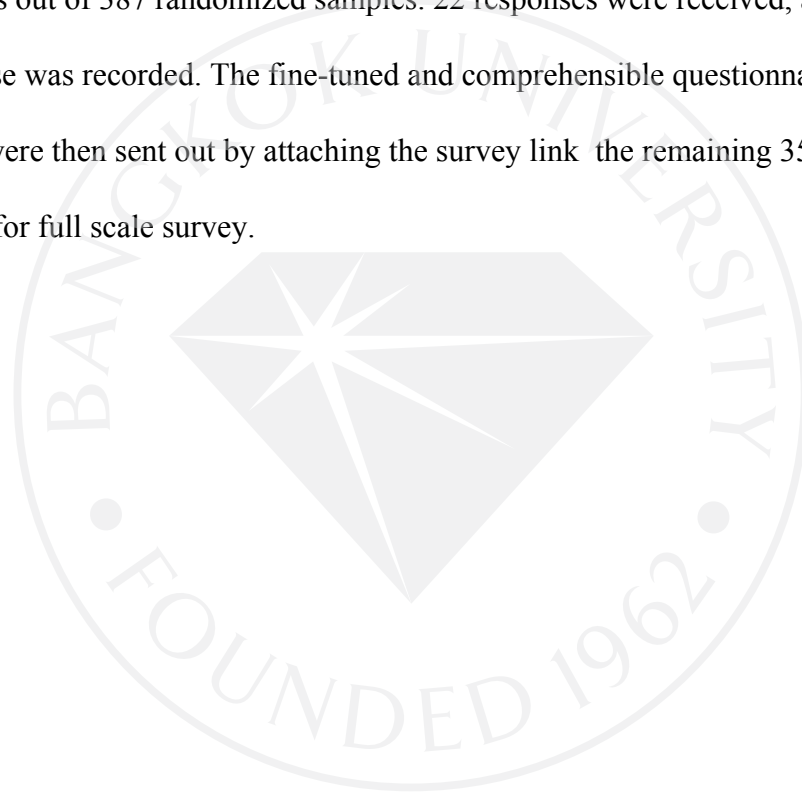 out of 387 randomized samples. 22 responses were received,
was recorded. The fine-tuned and comprehensible
were then sent out by attaching the survey link the remaining
for full scale survey.
BANGKOK UNIVERSITY
FOUNDED 1962